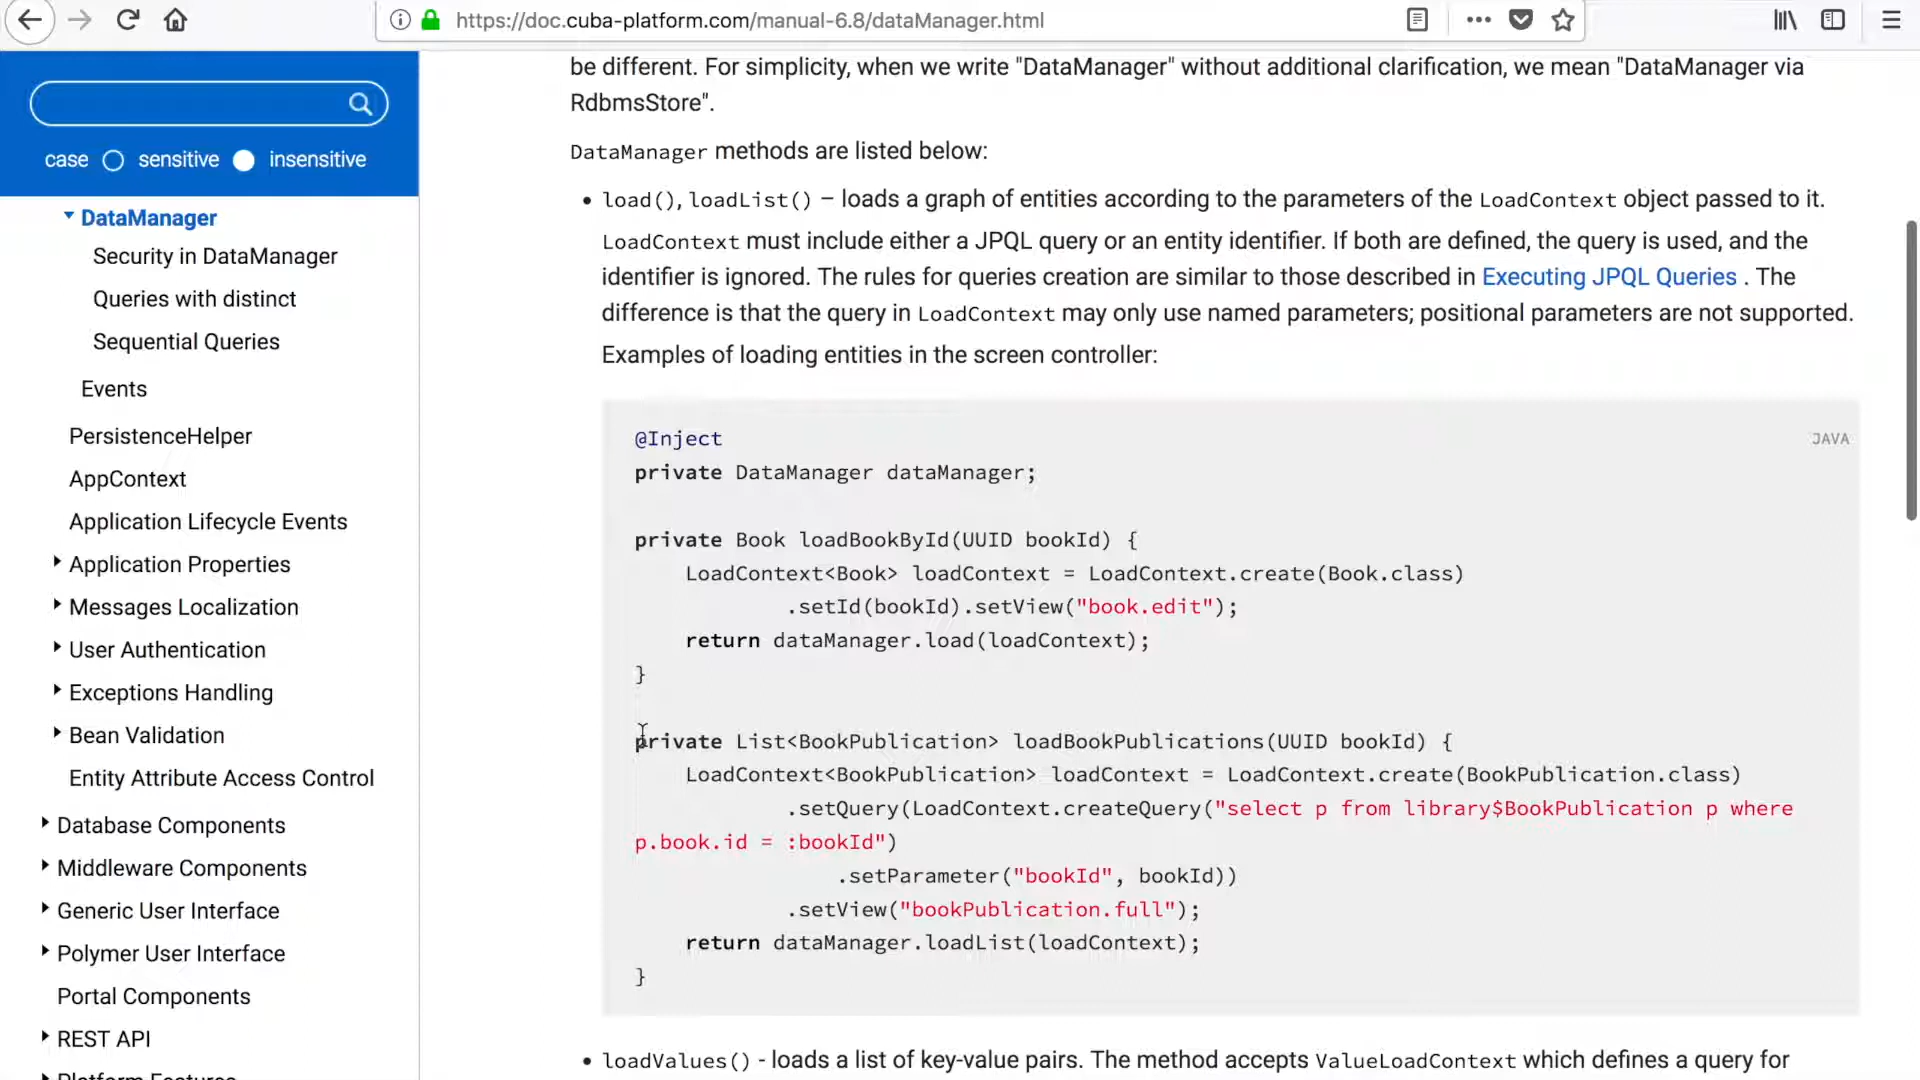 https://doc.cuba-platform.com/manual-6.8/dataManager.html
case sensitive insensitive
DataManager
Security in DataManager
Queries with distinct
Sequential Queries
Events
PersistenceHelper
AppContext
Application Lifecycle Events
Application Properties
Messages Localization
User Authentication
Exceptions Handling
Bean Validation
Entity Attribute Access Control
Database Components
Middleware Components
Generic User Interface
Polymer User Interface
Portal Components
REST API
Platform Features
be different. For simplicity, when we write "DataManager" without additional clarification, we mean "DataManager via
RdbmsStore".
DataManager methods are listed below:
• load(), loadList() – loads a graph of entities according to the parameters of the LoadContext object passed to it.
LoadContext must include either a JPQL query or an entity identifier. If both are defined, the query is used, and the
identifier is ignored. The rules for queries creation are similar to those described in Executing JPQL Queries . The
difference is that the query in LoadContext may only use named parameters; positional parameters are not supported.
Examples of loading entities in the screen controller:
JAVA
@Inject
private DataManager dataManager;
private Book loadBookById(UUID bookId) {
LoadContext<Book> loadContext = LoadContext.create(Book.class)
.setId(bookId).setView("book.edit");
return dataManager.load(loadContext);
}
private List<BookPublication> loadBookPublications(UUID bookId) {
LoadContext<BookPublication> loadContext = LoadContext.create(BookPublication.class)
.setQuery(LoadContext.createQuery("select p from library$BookPublication p where
p.book.id = :bookId")
.setParameter("bookId", bookId))
.setView("bookPublication.full");
return dataManager.loadList(loadContext);
}
• loadValues() - loads a list of key-value pairs. The method accepts ValueLoadContext which defines a query for